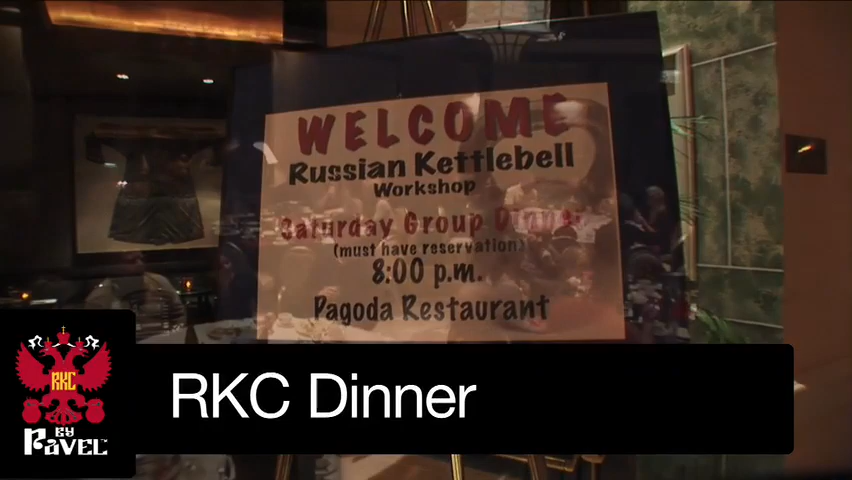 WELCOME
Russian Kettlebell
Workshop
Saturday Group Dinner
(must have reservation)
8:00 p.m.
Pagoda Restaurant
RKC
BY
PAVEL
RKC Dinner